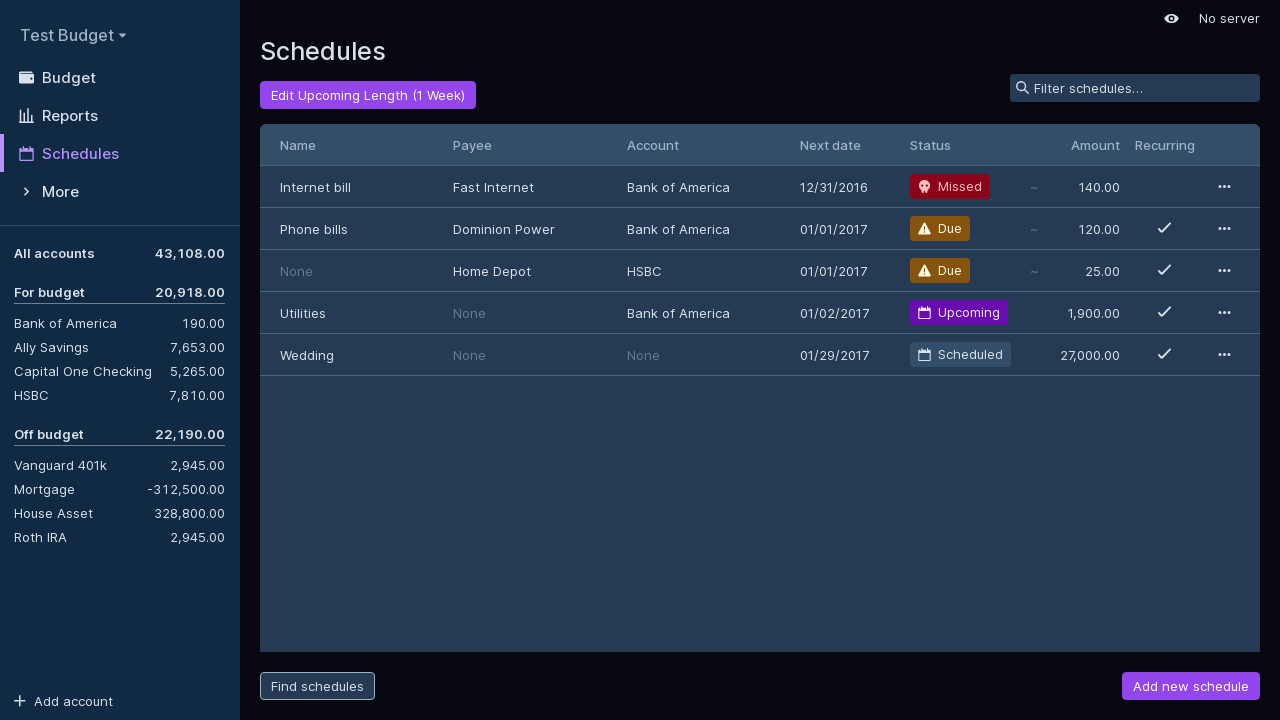 Test Budget
Budget
Reports
Schedules
More
All accounts 43,108.00
For budget 20,918.00
Bank of America 190.00
Ally Savings 7,653.00
Capital One Checking 5,265.00
HSBC 7,810.00
Off budget 22,190.00
Vanguard 401k 2,945.00
Mortgage -312,500.00
House Asset 328,800.00
Roth IRA 2,945.00
Add account
No server
Schedules
Edit Upcoming Length (1 Week)
Filter schedules…
Name Payee Account Next date Status Amount Recurring
Internet bill Fast Internet Bank of America 12/31/2016 Missed ~ 140.00
Phone bills Dominion Power Bank of America 01/01/2017 Due ~ 120.00
None Home Depot HSBC 01/01/2017 Due ~ 25.00
Utilities None Bank of America 01/02/2017 Upcoming 1,900.00
Wedding None None 01/29/2017 Scheduled 27,000.00
Find schedules
Add new schedule